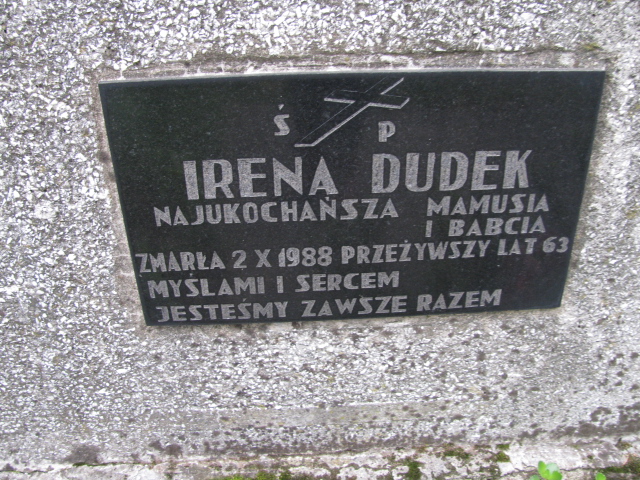 Ś P
IRENA DUDEK
NAJUKOCHAŃSZA MAMUSIA
I BABCIA
ZMARŁA 2 X 1988 PRZEŻYWSZY LAT 63
MYŚLAMI I SERCEM
JESTEŚMY ZAWSZE RAZEM